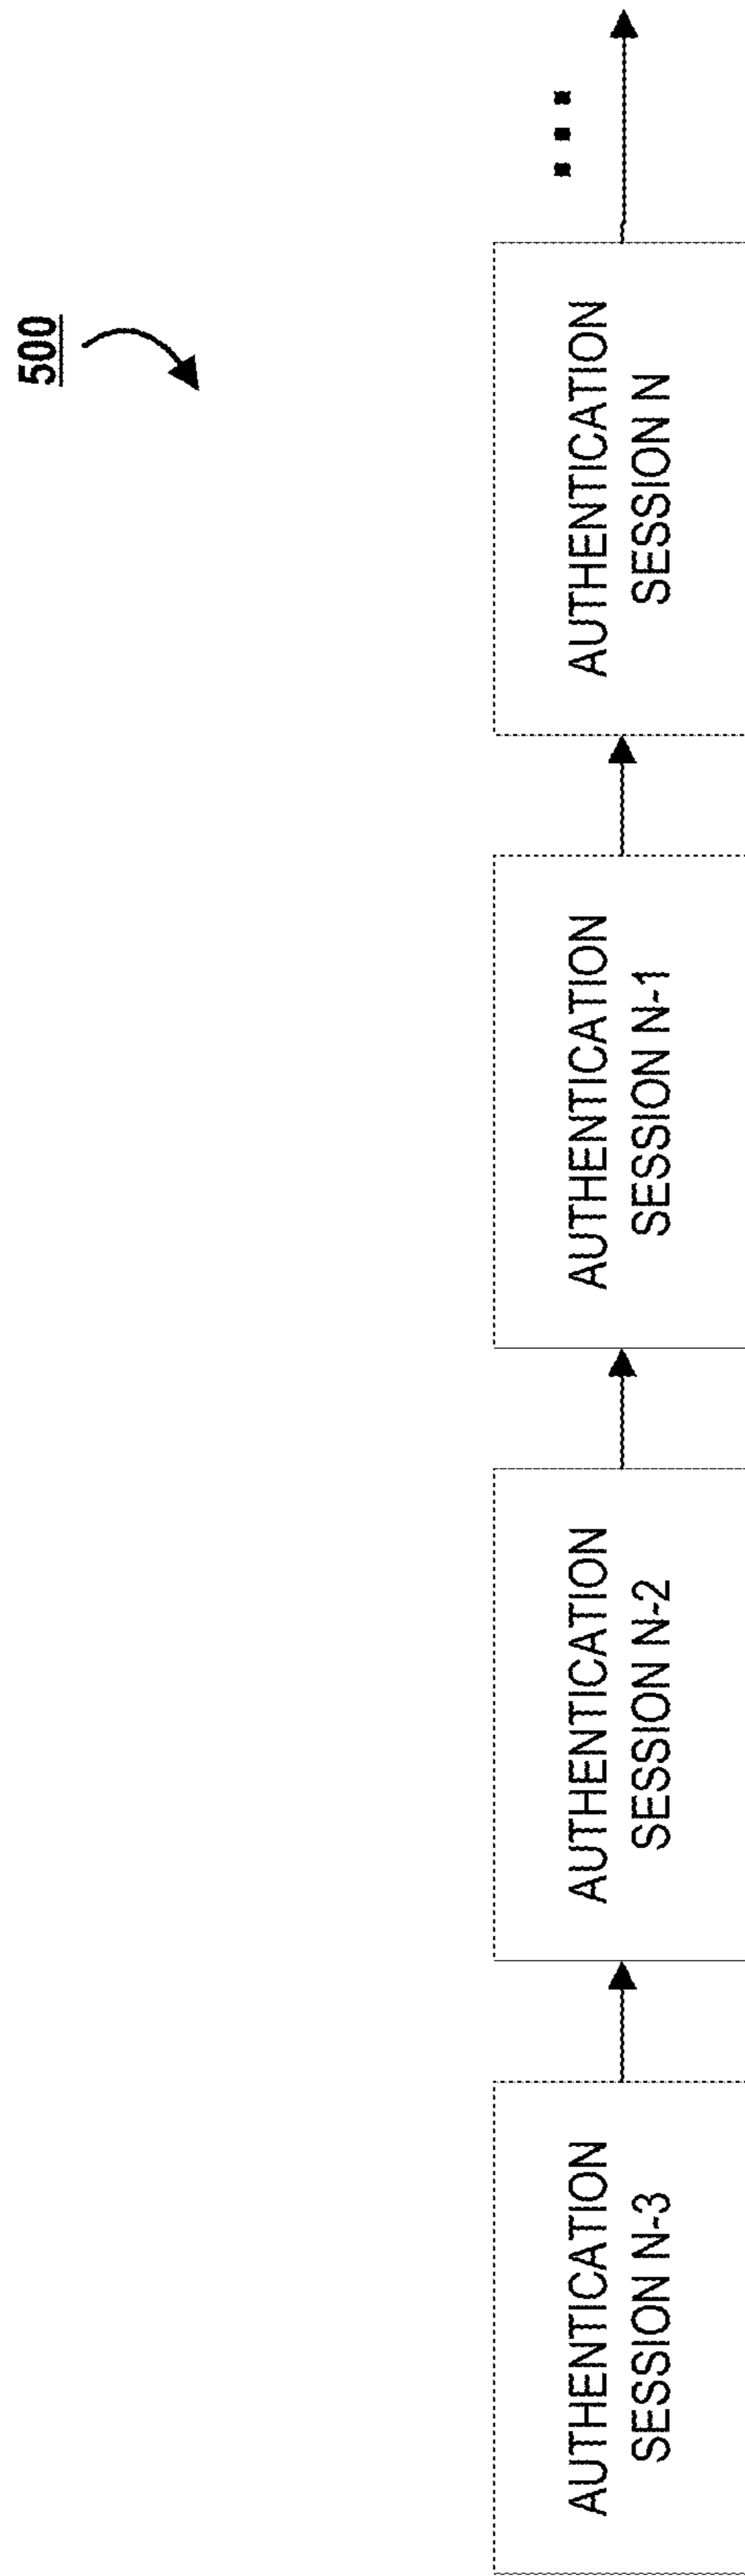 500
AUTHENTICATION
SESSION N-3
AUTHENTICATION
SESSION N-2
AUTHENTICATION
SESSION N-1
AUTHENTICATION
SESSION N
...